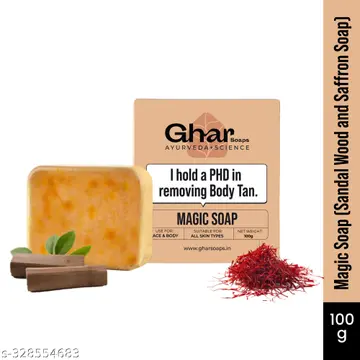 Ghar
Soaps
AYURVEDA+SCIENCE
I hold a PHD in
removing Body Tan.
MAGIC SOAP
USE FOR:
FACE & BODY
SUITABLE FOR:
ALL SKIN TYPES
NET WEIGHT:
100g
www.gharsoaps.in
Magic Soap (Sandal Wood and Saffron Soap)
100
g
s-328554683